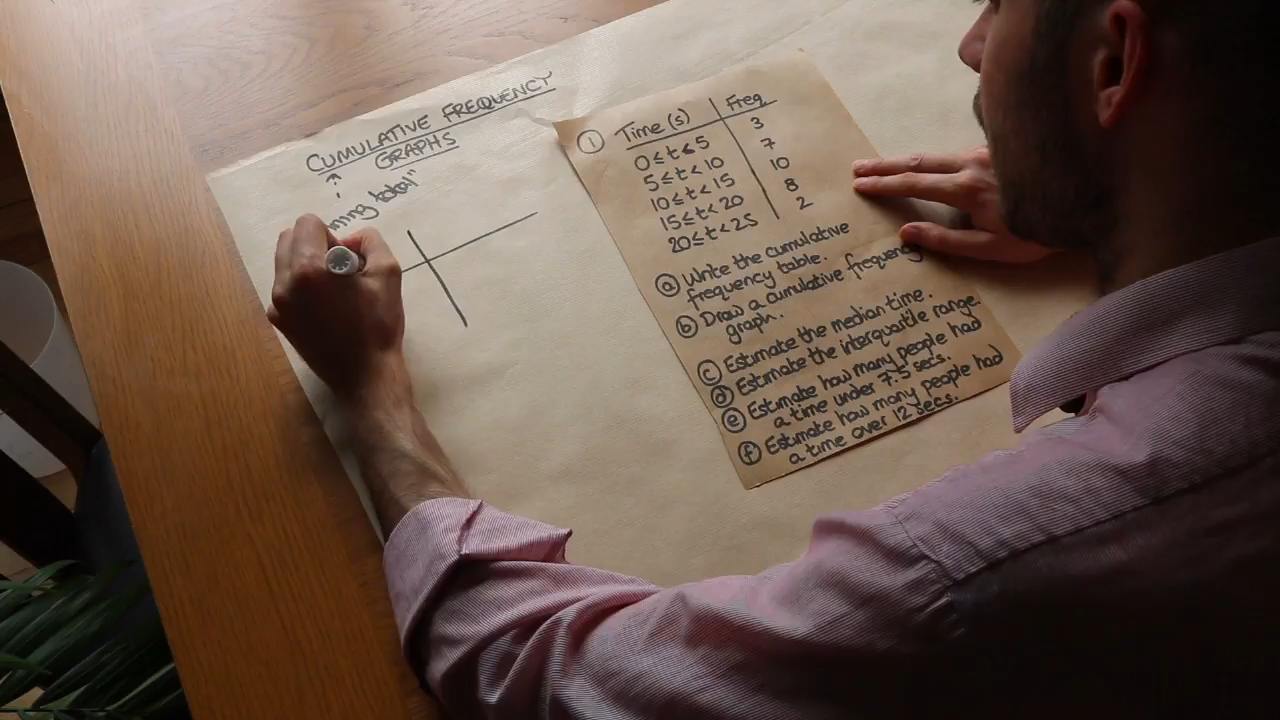 CUMULATIVE FREQUENCY
GRAPHS
total"
① Time (s) Freq
0 ≤ t < 5 3
5 ≤ t < 10 7
10 ≤ t < 15 10
15 ≤ t < 20 8
20 ≤ t < 25 2
ⓐ Write the cumulative
frequency table.
ⓑ Draw a cumulative frequency
graph.
ⓒ Estimate the median time.
ⓓ Estimate the interquartile range.
ⓔ Estimate how many people had
a time under 7.5 secs.
ⓕ Estimate how many people had
a time over 12 secs.